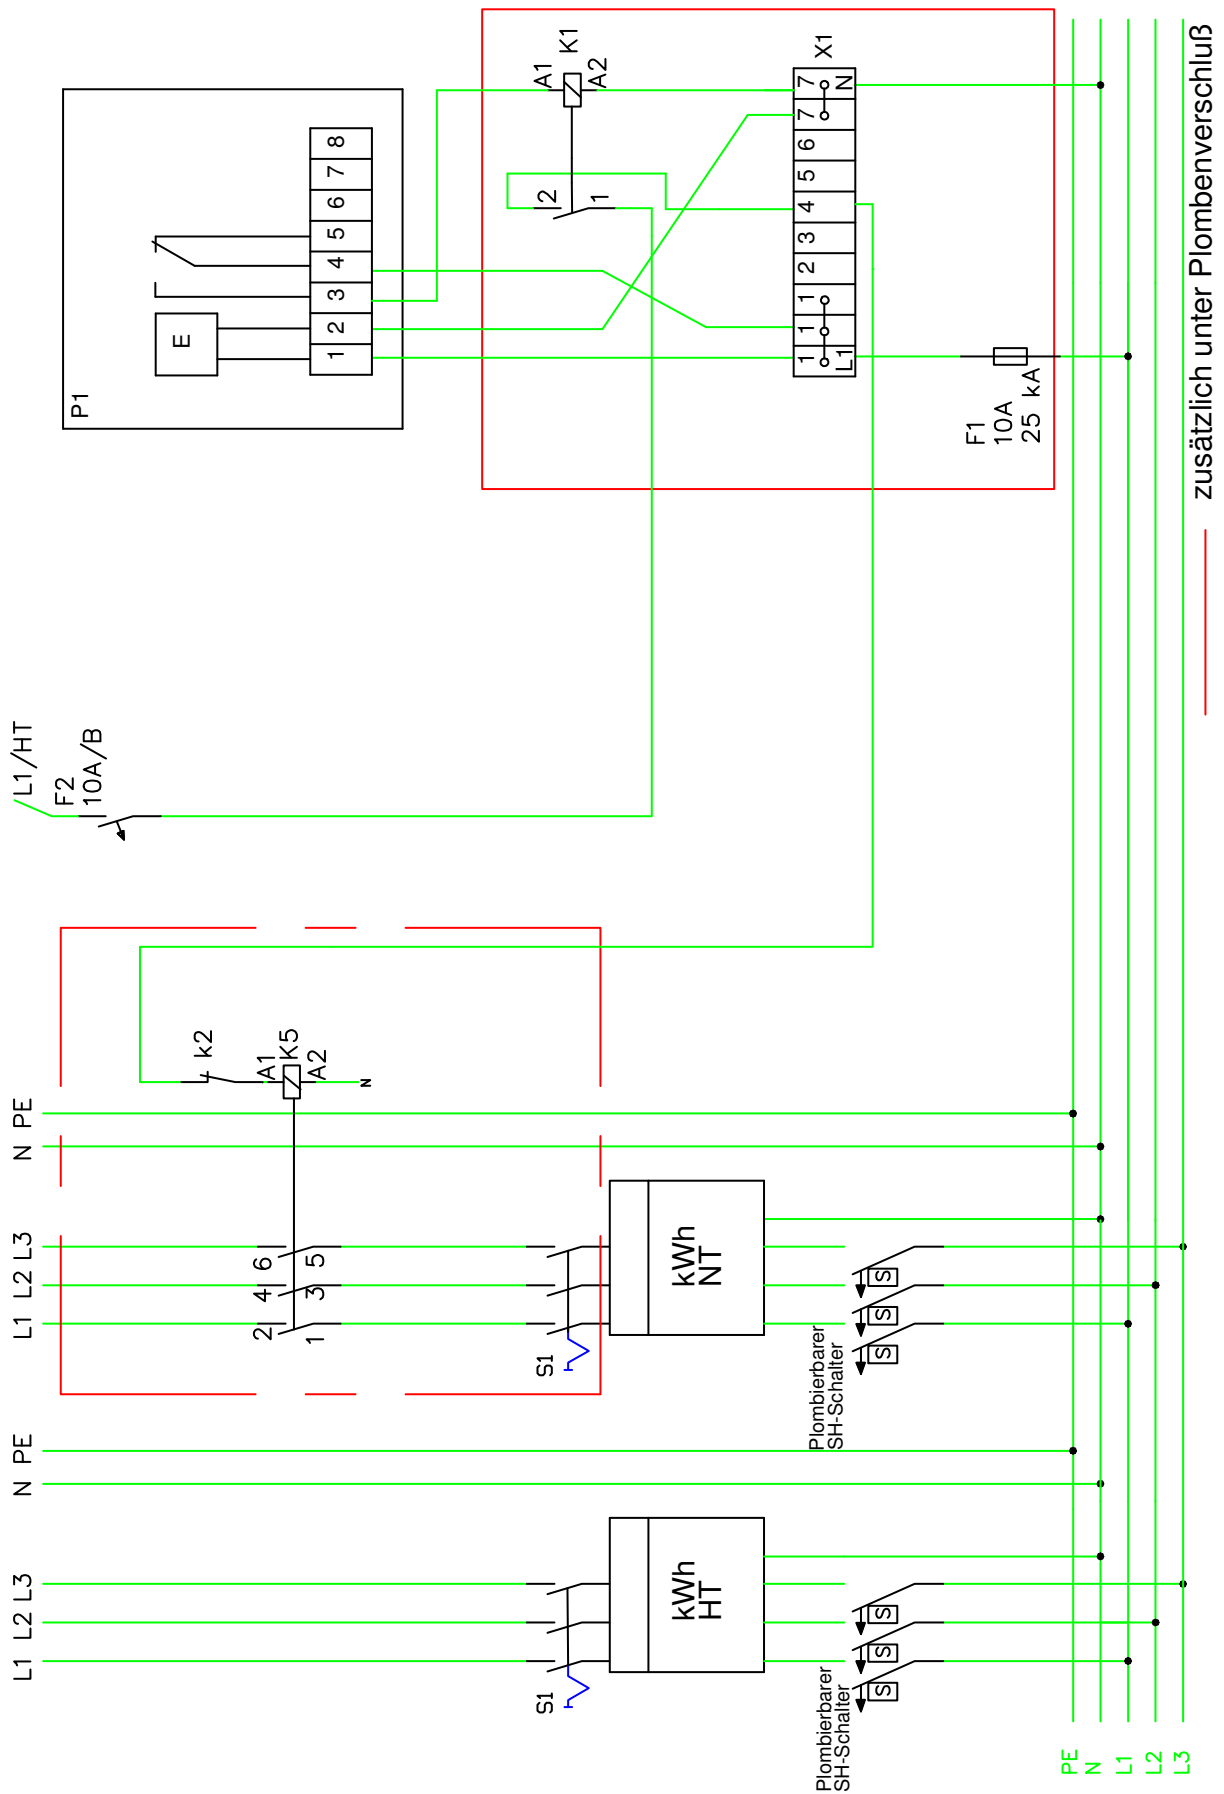 L1 L2 L3 N PE
L1 L2 L3 N PE
L1/HT
F2
10A/B
P1
E
1 2 3 4 5 6 7 8
k2
A1
K5
A2
N
2 4 6
1 3 5
S1
S1
kWh
HT
kWh
NT
A1
K1
A2
2
1
1 1 1 2 3 4 5 6 7 7
L1 N
X1
Plombierbarer
SH-Schalter
S S S
Plombierbarer
SH-Schalter
S S S
F1
10A
25 kA
PE
N
L1
L2
L3
zusätzlich unter Plombenverschluß